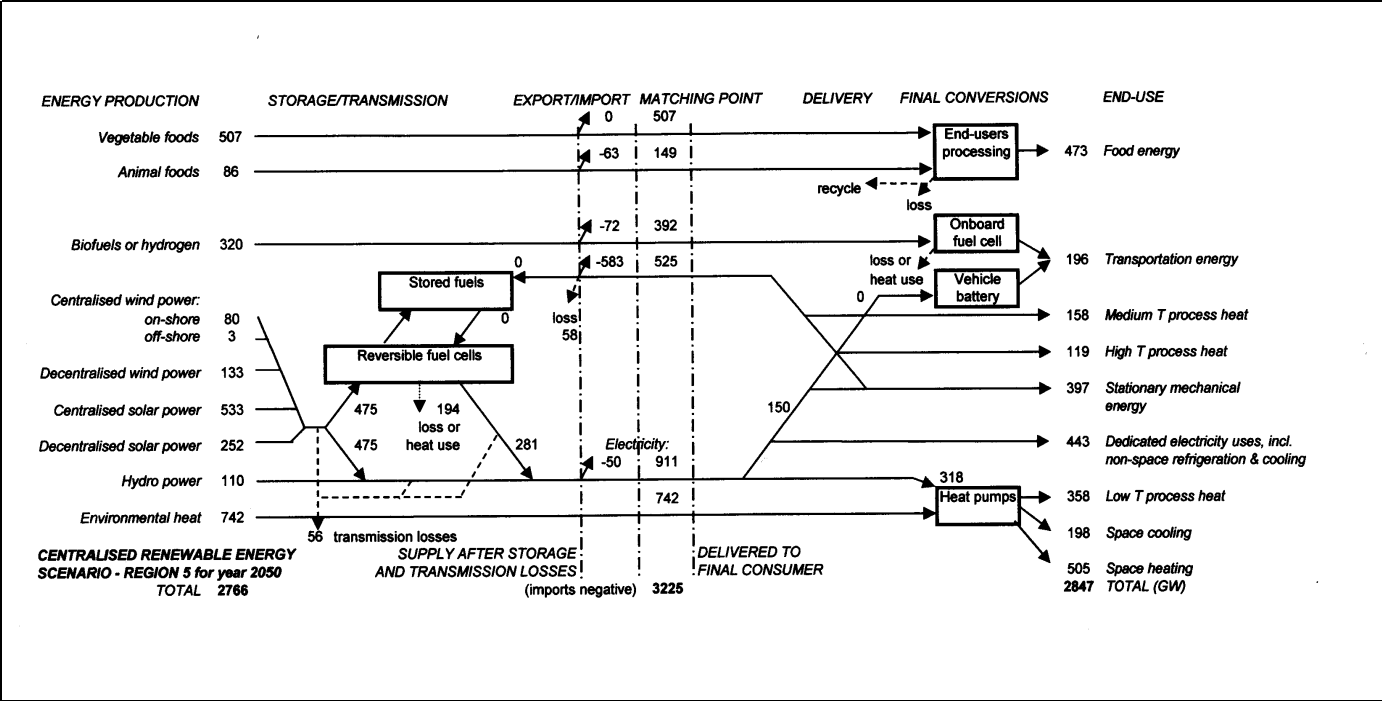 ENERGY PRODUCTION STORAGE/TRANSMISSION EXPORT/IMPORT MATCHING POINT DELIVERY FINAL CONVERSIONS END-USE
0 507
Vegetable foods 507 End-users processing 473 Food energy
-63 149
Animal foods 86
recycle
loss
-72 392 Onboard fuel cell
Biofuels or hydrogen 320
loss or heat use
196 Transportation energy
0 -583 525
Stored fuels
Vehicle battery
0
Centralised wind power:
on-shore 80
0 loss 58
158 Medium T process heat
off-shore 3
Reversible fuel cells
119 High T process heat
Decentralised wind power 133
397 Stationary mechanical
energy
Centralised solar power 533 475 194 150
loss or
heat use
Decentralised solar power 252 475 281 Electricity: 443 Dedicated electricity uses, incl.
non-space refrigeration & cooling
-50 911
Hydro power 110 318
742 Heat pumps 358 Low T process heat
Environmental heat 742
56 transmission losses 198 Space cooling
CENTRALISED RENEWABLE ENERGY SUPPLY AFTER STORAGE DELIVERED TO
SCENARIO - REGION 5 for year 2050 AND TRANSMISSION LOSSES FINAL CONSUMER 505 Space heating
TOTAL 2766 (imports negative) 3225 2847 TOTAL (GW)